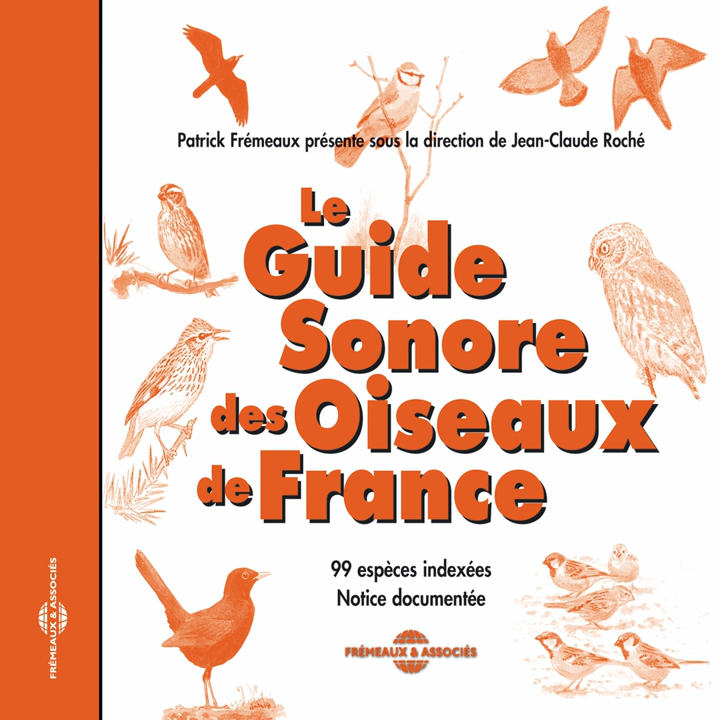 Patrick Frémeaux présente sous la direction de Jean-Claude Roché
Le
Guide
Sonore
des Oiseaux
de France
99 espèces indexées
Notice documentée
FRÉMEAUX & ASSOCIÉS
FRÉMEAUX & ASSOCIÉS